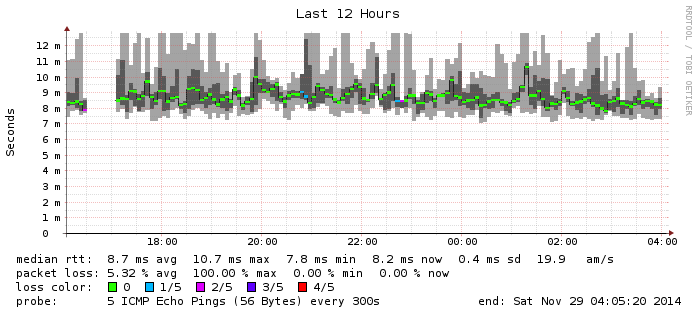 Last 12 Hours
RRDTOOL / TOBI OETIKER
Seconds
12 m
11 m
10 m
9 m
8 m
7 m
6 m
5 m
4 m
3 m
2 m
1 m
0
18:00 20:00 22:00 00:00 02:00 04:00
median rtt: 8.7 ms avg 10.7 ms max 7.8 ms min 8.2 ms now 0.4 ms sd 19.9 am/s
packet loss: 5.32 % avg 100.00 % max 0.00 % min 0.00 % now
loss color: 0 1/5 2/5 3/5 4/5
probe: 5 ICMP Echo Pings (56 Bytes) every 300s end: Sat Nov 29 04:05:20 2014